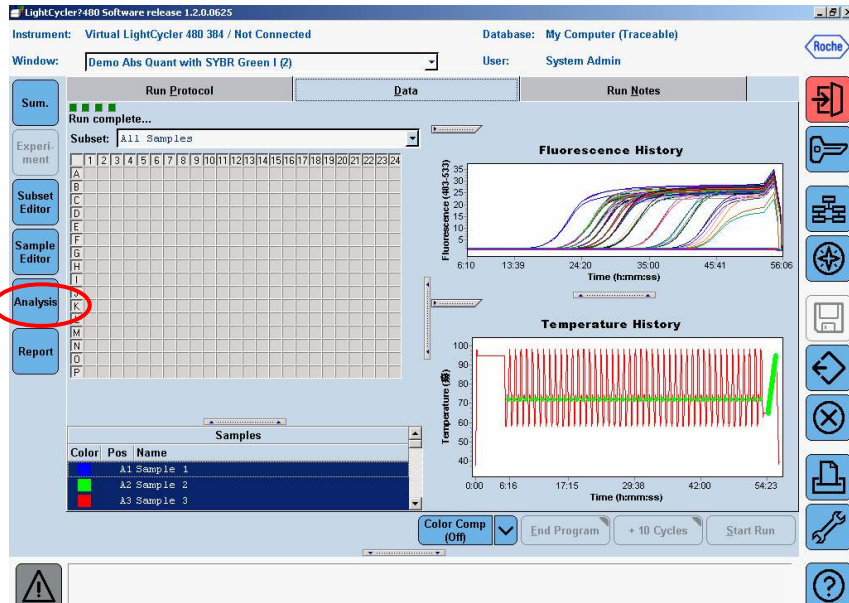 LightCycler?480 Software release 1.2.0.0625
Instrument: Virtual LightCycler 480 384 / Not Connected
Database: My Computer (Traceable)
Window: Demo Abs Quant with SYBR Green I (2)
User: System Admin
Roche
Sum.
Experi-
ment
Subset
Editor
Sample
Editor
Analysis
Report
Run Protocol
Data
Run Notes
Run complete...
Subset: All Samples
1 2 3 4 5 6 7 8 9 10 11 12 13 14 15 16 17 18 19 20 21 22 23 24
A
B
C
D
E
F
G
H
I
J
K
L
M
N
O
P
Samples
Color Pos Name
A1 Sample 1
A2 Sample 2
A3 Sample 3
Fluorescence History
Fluorescence (483-533)
35
30
25
20
15
10
5
6:10 13:39 24:20 35:00 45:41 56:06
Time (h:mm:ss)
Temperature History
Temperature
100
90
80
70
60
50
40
0:00 6:16 17:15 29:38 42:00 54:23
Time (h:mm:ss)
Color Comp
(Off)
End Program
+ 10 Cycles
Start Run